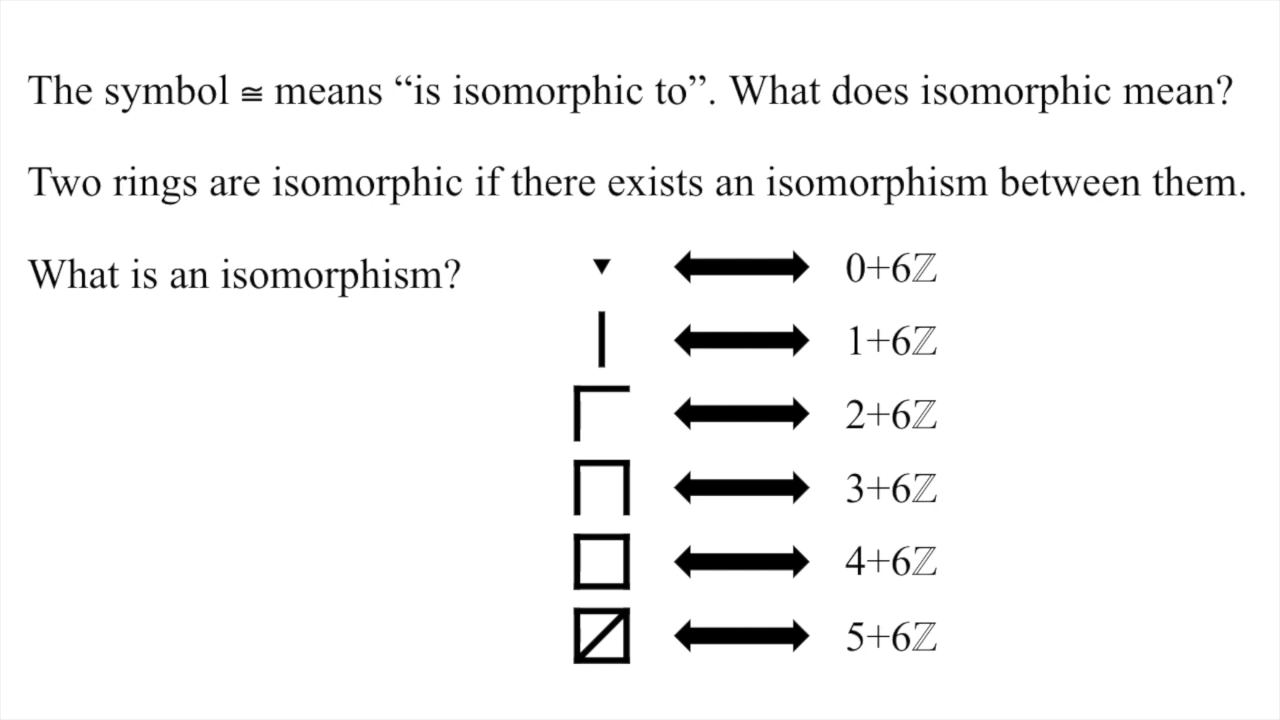 The symbol ≅ means “is isomorphic to”. What does isomorphic mean?
Two rings are isomorphic if there exists an isomorphism between them.
What is an isomorphism?
0+6ℤ
1+6ℤ
2+6ℤ
3+6ℤ
4+6ℤ
5+6ℤ